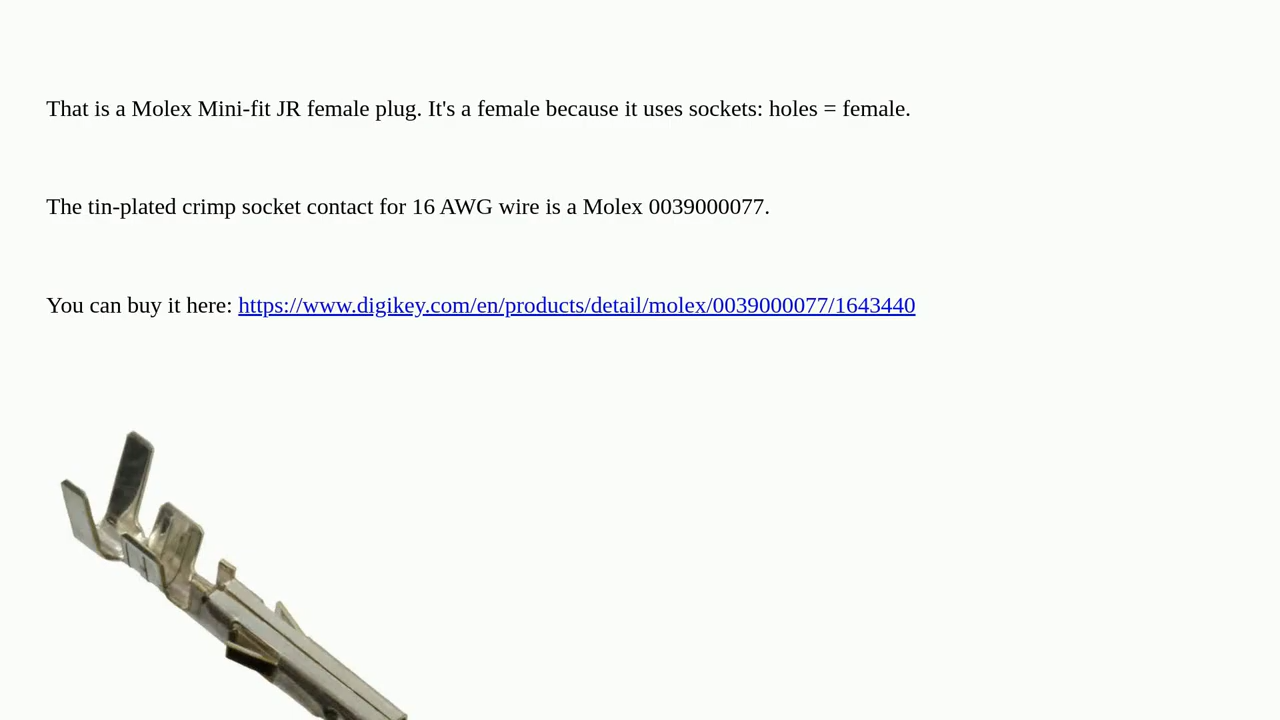 That is a Molex Mini-fit JR female plug. It's a female because it uses sockets: holes = female.
The tin-plated crimp socket contact for 16 AWG wire is a Molex 0039000077.
You can buy it here: https://www.digikey.com/en/products/detail/molex/0039000077/1643440